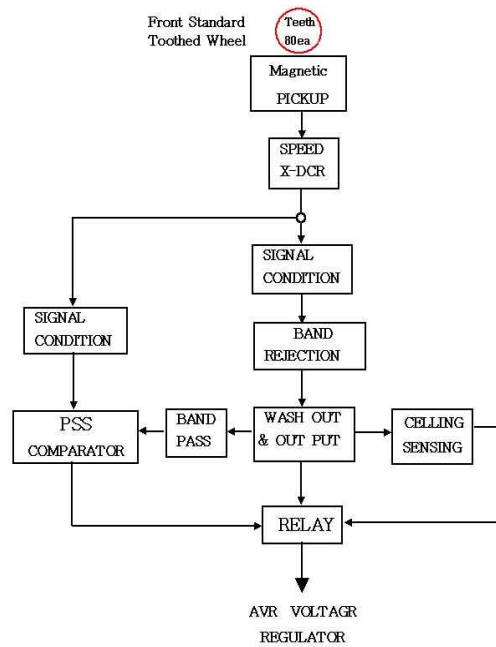 Front Standard
Toothed Wheel
Teeth
80ea
Magnetic
PICKUP
SPEED
X-DCR
SIGNAL
CONDITION
SIGNAL
CONDITION
BAND
REJECTION
PSS
COMPARATOR
BAND
PASS
WASH OUT
& OUT PUT
CELLING
SENSING
RELAY
AVR VOLTAGR
REGULATOR